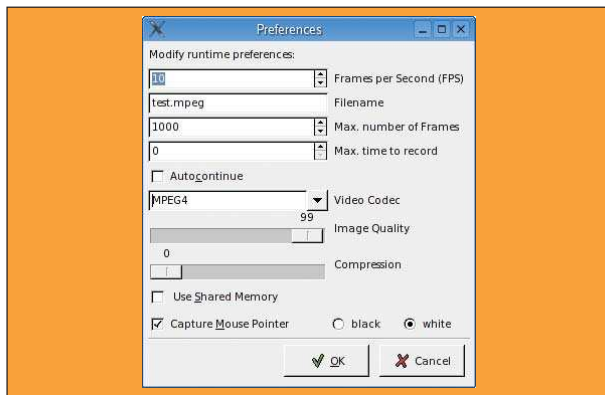 Preferences
Modify runtime preferences:
10 Frames per Second (FPS)
test.mpeg Filename
1000 Max. number of Frames
0 Max. time to record
Autocontinue
MPEG4 Video Codec
99
Image Quality
0
Compression
Use Shared Memory
Capture Mouse Pointer black white
OK Cancel